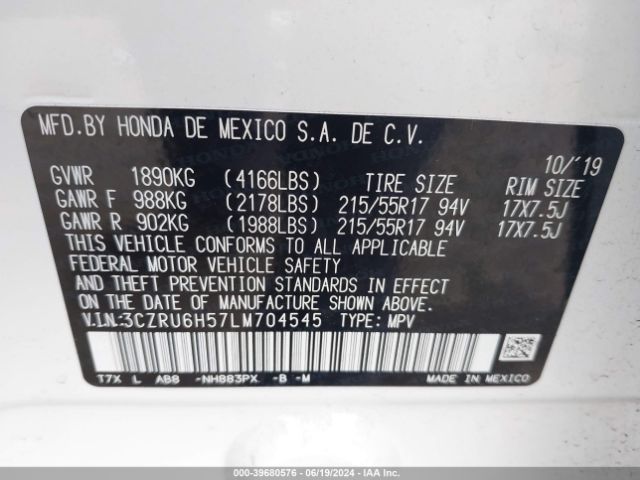 MFD.BY HONDA DE MEXICO S.A. DE C.V.
10/'19
GVWR 1890KG (4166LBS) TIRE SIZE RIM SIZE
GAWR F 988KG (2178LBS) 215/55R17 94V 17X7.5J
GAWR R 902KG (1988LBS) 215/55R17 94V 17X7.5J
THIS VEHICLE CONFORMS TO ALL APPLICABLE
FEDERAL MOTOR VEHICLE SAFETY
AND THEFT PREVENTION STANDARDS IN EFFECT
ON THE DATE OF MANUFACTURE SHOWN ABOVE.
V.I.N:3CZRU6H57LM704545 TYPE: MPV
T7X L AB8 -NH883PX -B -M MADE IN MEXICO
000-39680576 - 06/19/2024 - IAA Holdings, LLC